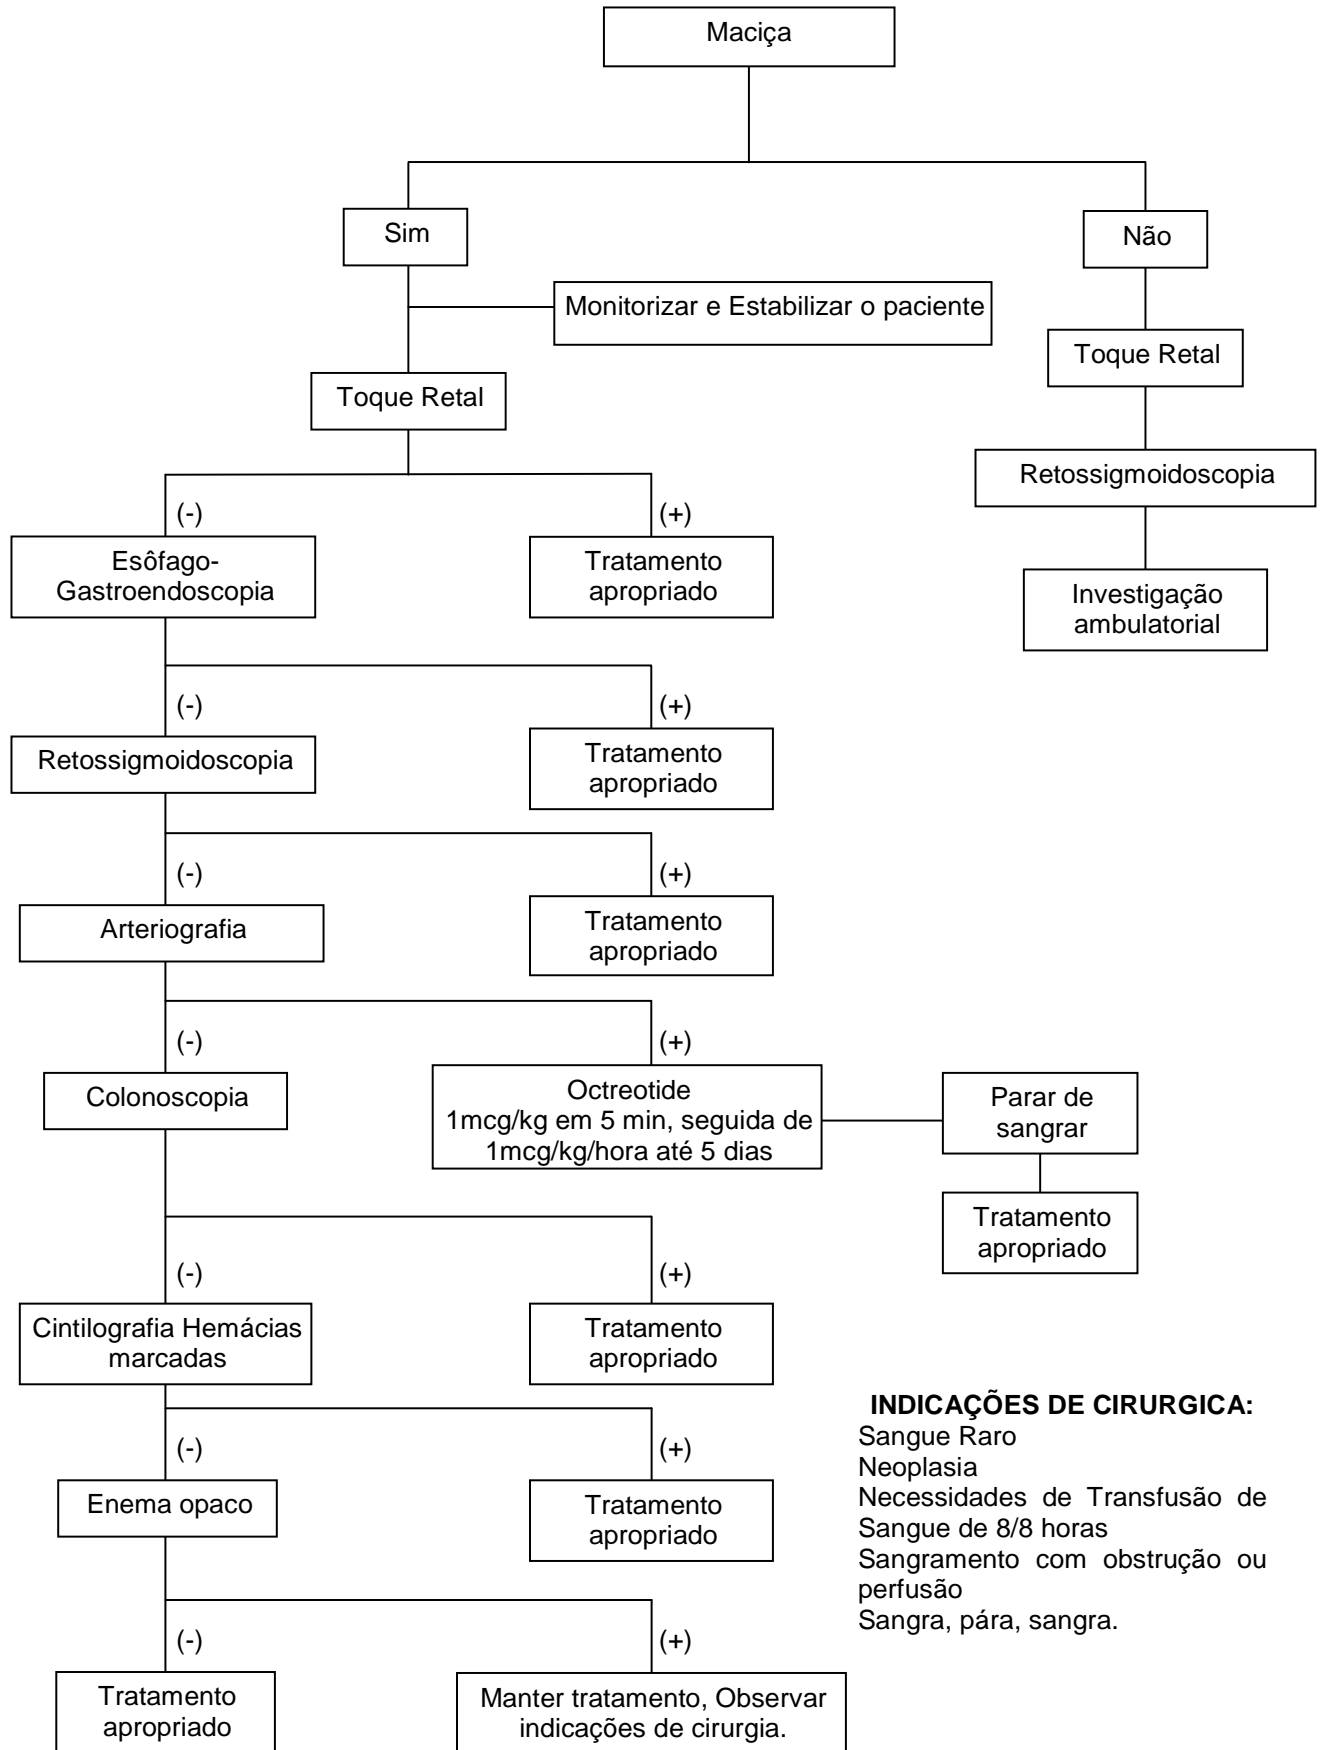 Maciça
Sim
Não
Monitorizar e Estabilizar o paciente
Toque Retal
Toque Retal
Retossigmoidoscopia
(-)
(+)
Esôfago-
Gastroendoscopia
Tratamento
apropriado
Investigação
ambulatorial
(-)
(+)
Retossigmoidoscopia
Tratamento
apropriado
(-)
(+)
Arteriografia
Tratamento
apropriado
(-)
(+)
Colonoscopia
Octreotide
1mcg/kg em 5 min, seguida de
1mcg/kg/hora até 5 dias
Parar de
sangrar
Tratamento
apropriado
(-)
(+)
Cintilografia Hemácias
marcadas
Tratamento
apropriado
(-)
(+)
Enema opaco
Tratamento
apropriado
INDICAÇÕES DE CIRURGICA:
Sangue Raro
Neoplasia
Necessidades de Transfusão de
Sangue de 8/8 horas
Sangramento com obstrução ou
perfusão
Sangra, pára, sangra.
(-)
(+)
Tratamento
apropriado
Manter tratamento, Observar
indicações de cirurgia.